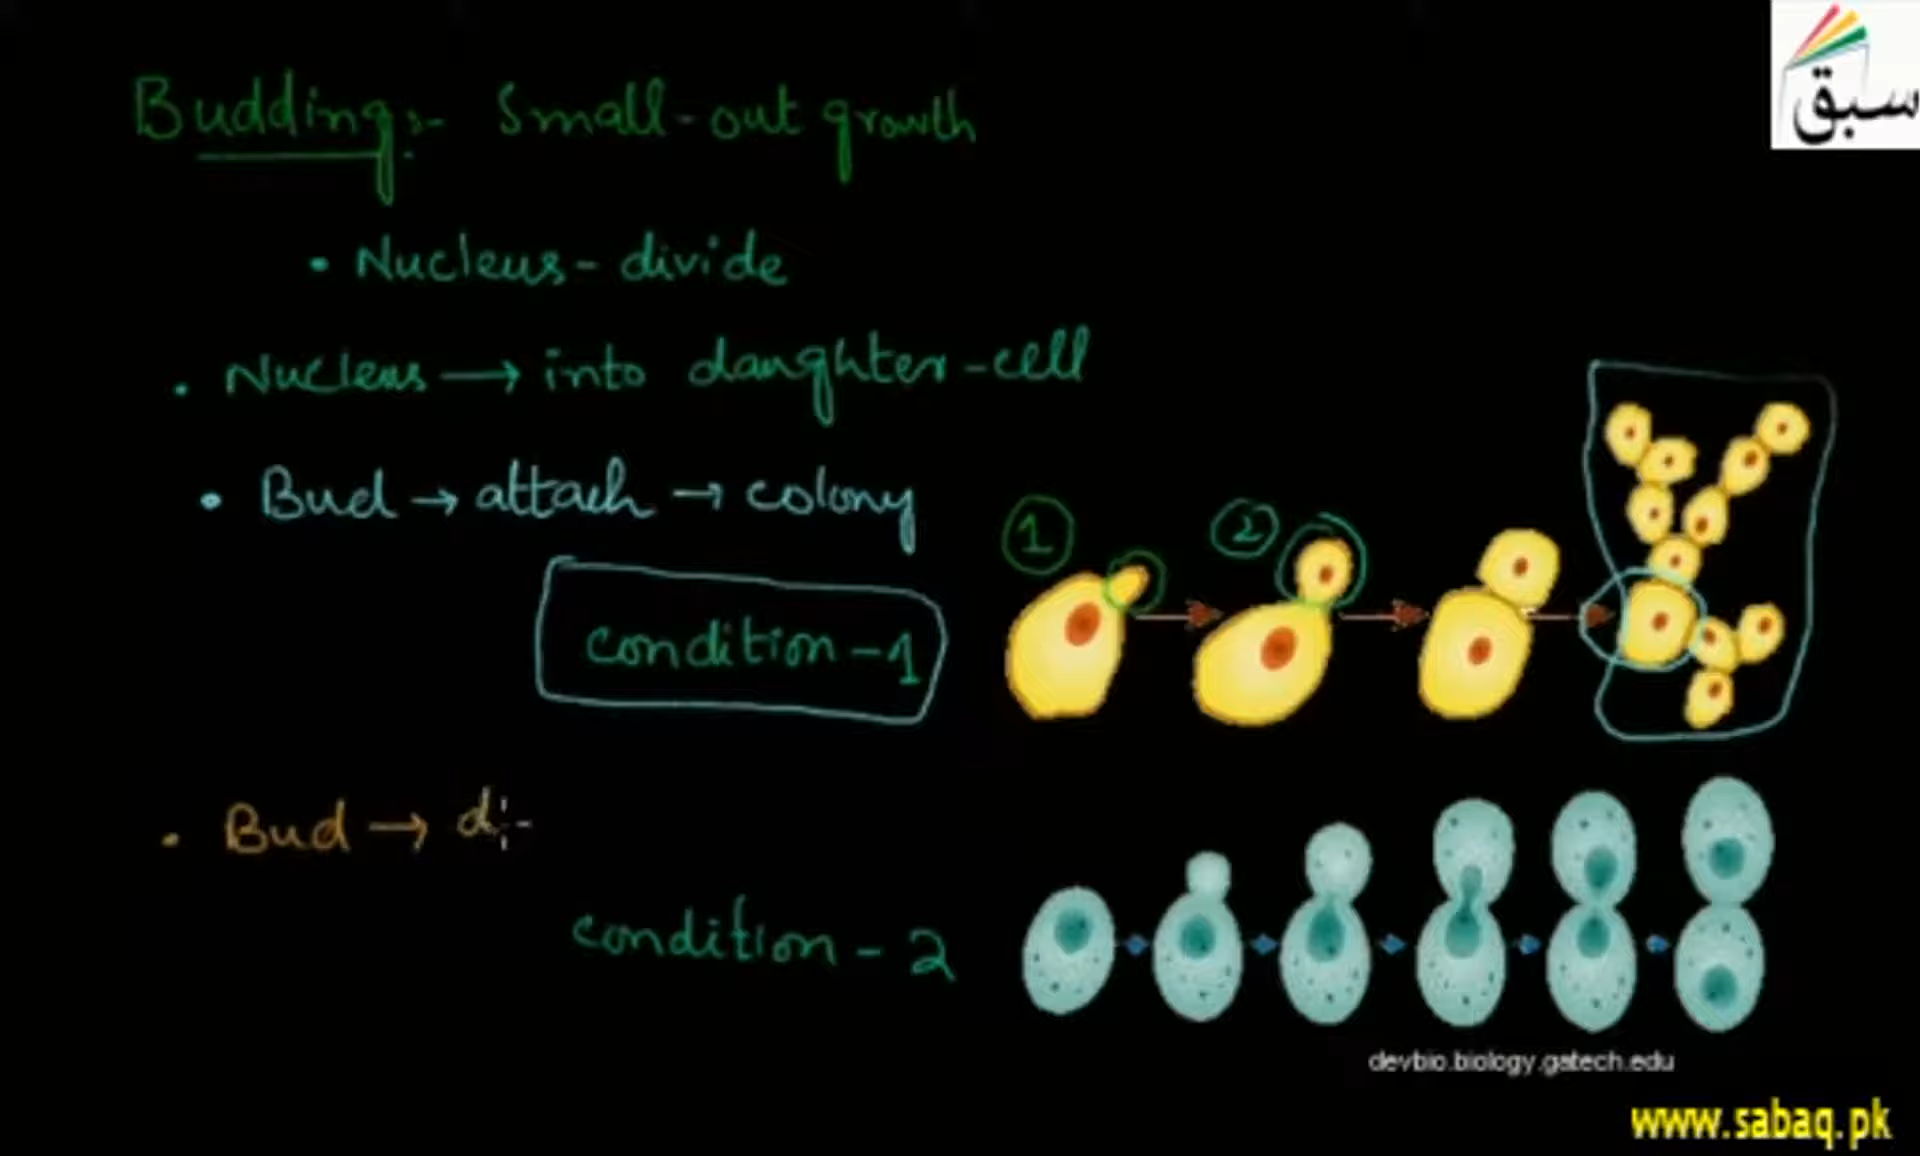 Budding:- Small-out growth
سبق
• Nucleus - divide
• Nucleus → into daughter-cell
• Bud → attach → colony
1
2
condition - 1
• Bud → di-
condition - 2
devbio.biology.gatech.edu
www.sabaq.pk